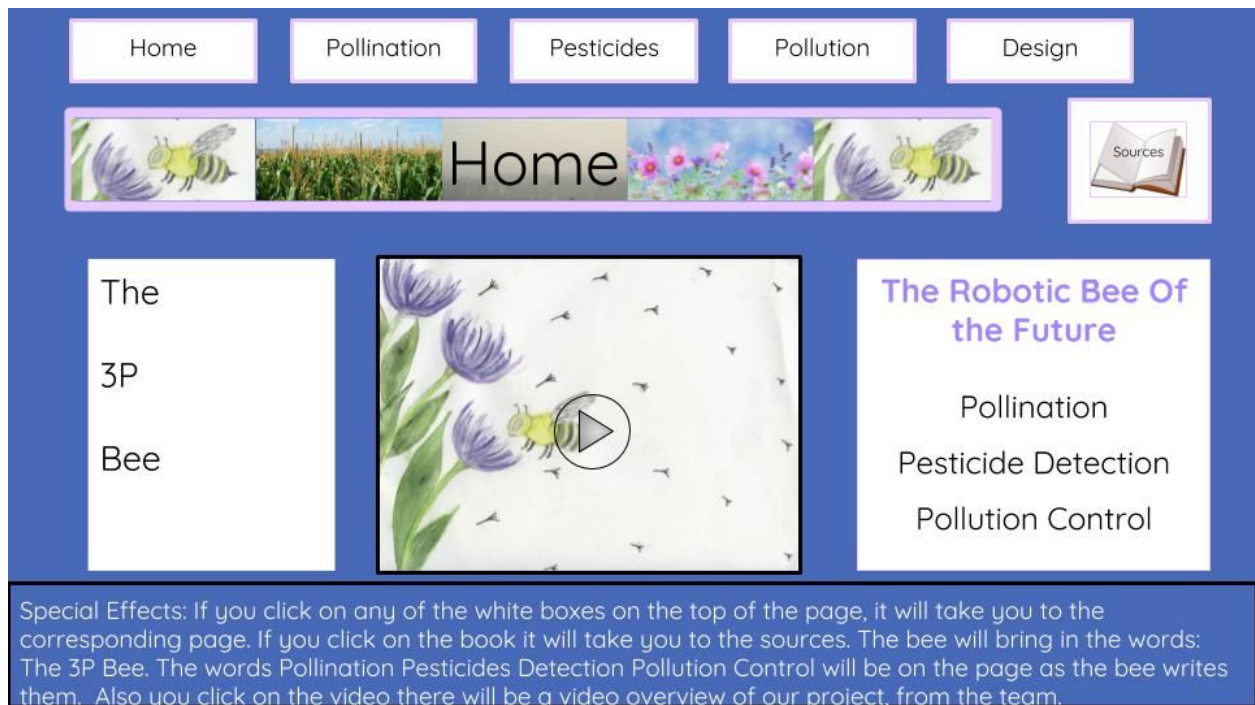 Home
Pollination
Pesticides
Pollution
Design
Home
Sources
The
3P
Bee
The Robotic Bee Of
the Future
Pollination
Pesticide Detection
Pollution Control
Special Effects: If you click on any of the white boxes on the top of the page, it will take you to the
corresponding page. If you click on the book it will take you to the sources. The bee will bring in the words:
The 3P Bee. The words Pollination Pesticides Detection Pollution Control will be on the page as the bee writes
them. Also you click on the video there will be a video overview of our project, from the team.